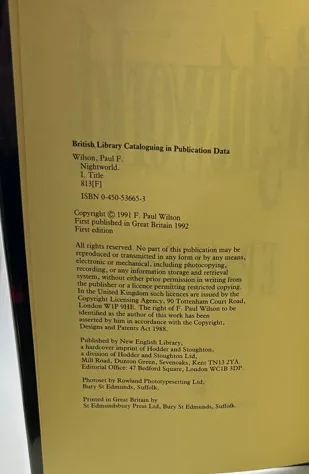 British Library Cataloguing in Publication Data
Wilson, Paul F.
Nightworld.
I. Title
813[F]
ISBN 0-450-53665-3
Copyright © 1991 F. Paul Wilson
First published in Great Britain 1992
First edition
All rights reserved. No part of this publication may be
reproduced or transmitted in any form or by any means,
electronic or mechanical, including photocopying,
recording, or any information storage and retrieval
system, without either prior permission in writing from
the publisher or a licence permitting restricted copying.
In the United Kingdom such licences are issued by the
Copyright Licensing Agency, 90 Tottenham Court Road,
London W1P 9HE. The right of F. Paul Wilson to be
identified as the author of this work has been
asserted by him in accordance with the Copyright,
Designs and Patents Act 1988.
Published by New English Library,
a hardcover imprint of Hodder and Stoughton,
a division of Hodder and Stoughton Ltd,
Mill Road, Dunton Green, Sevenoaks, Kent TN13 2YA.
Editorial Office: 47 Bedford Square, London WC1B 3DP.
Photoset by Rowland Phototypesetting Ltd,
Bury St Edmunds, Suffolk.
Printed in Great Britain by
St Edmundsbury Press Ltd, Bury St Edmunds, Suffolk.